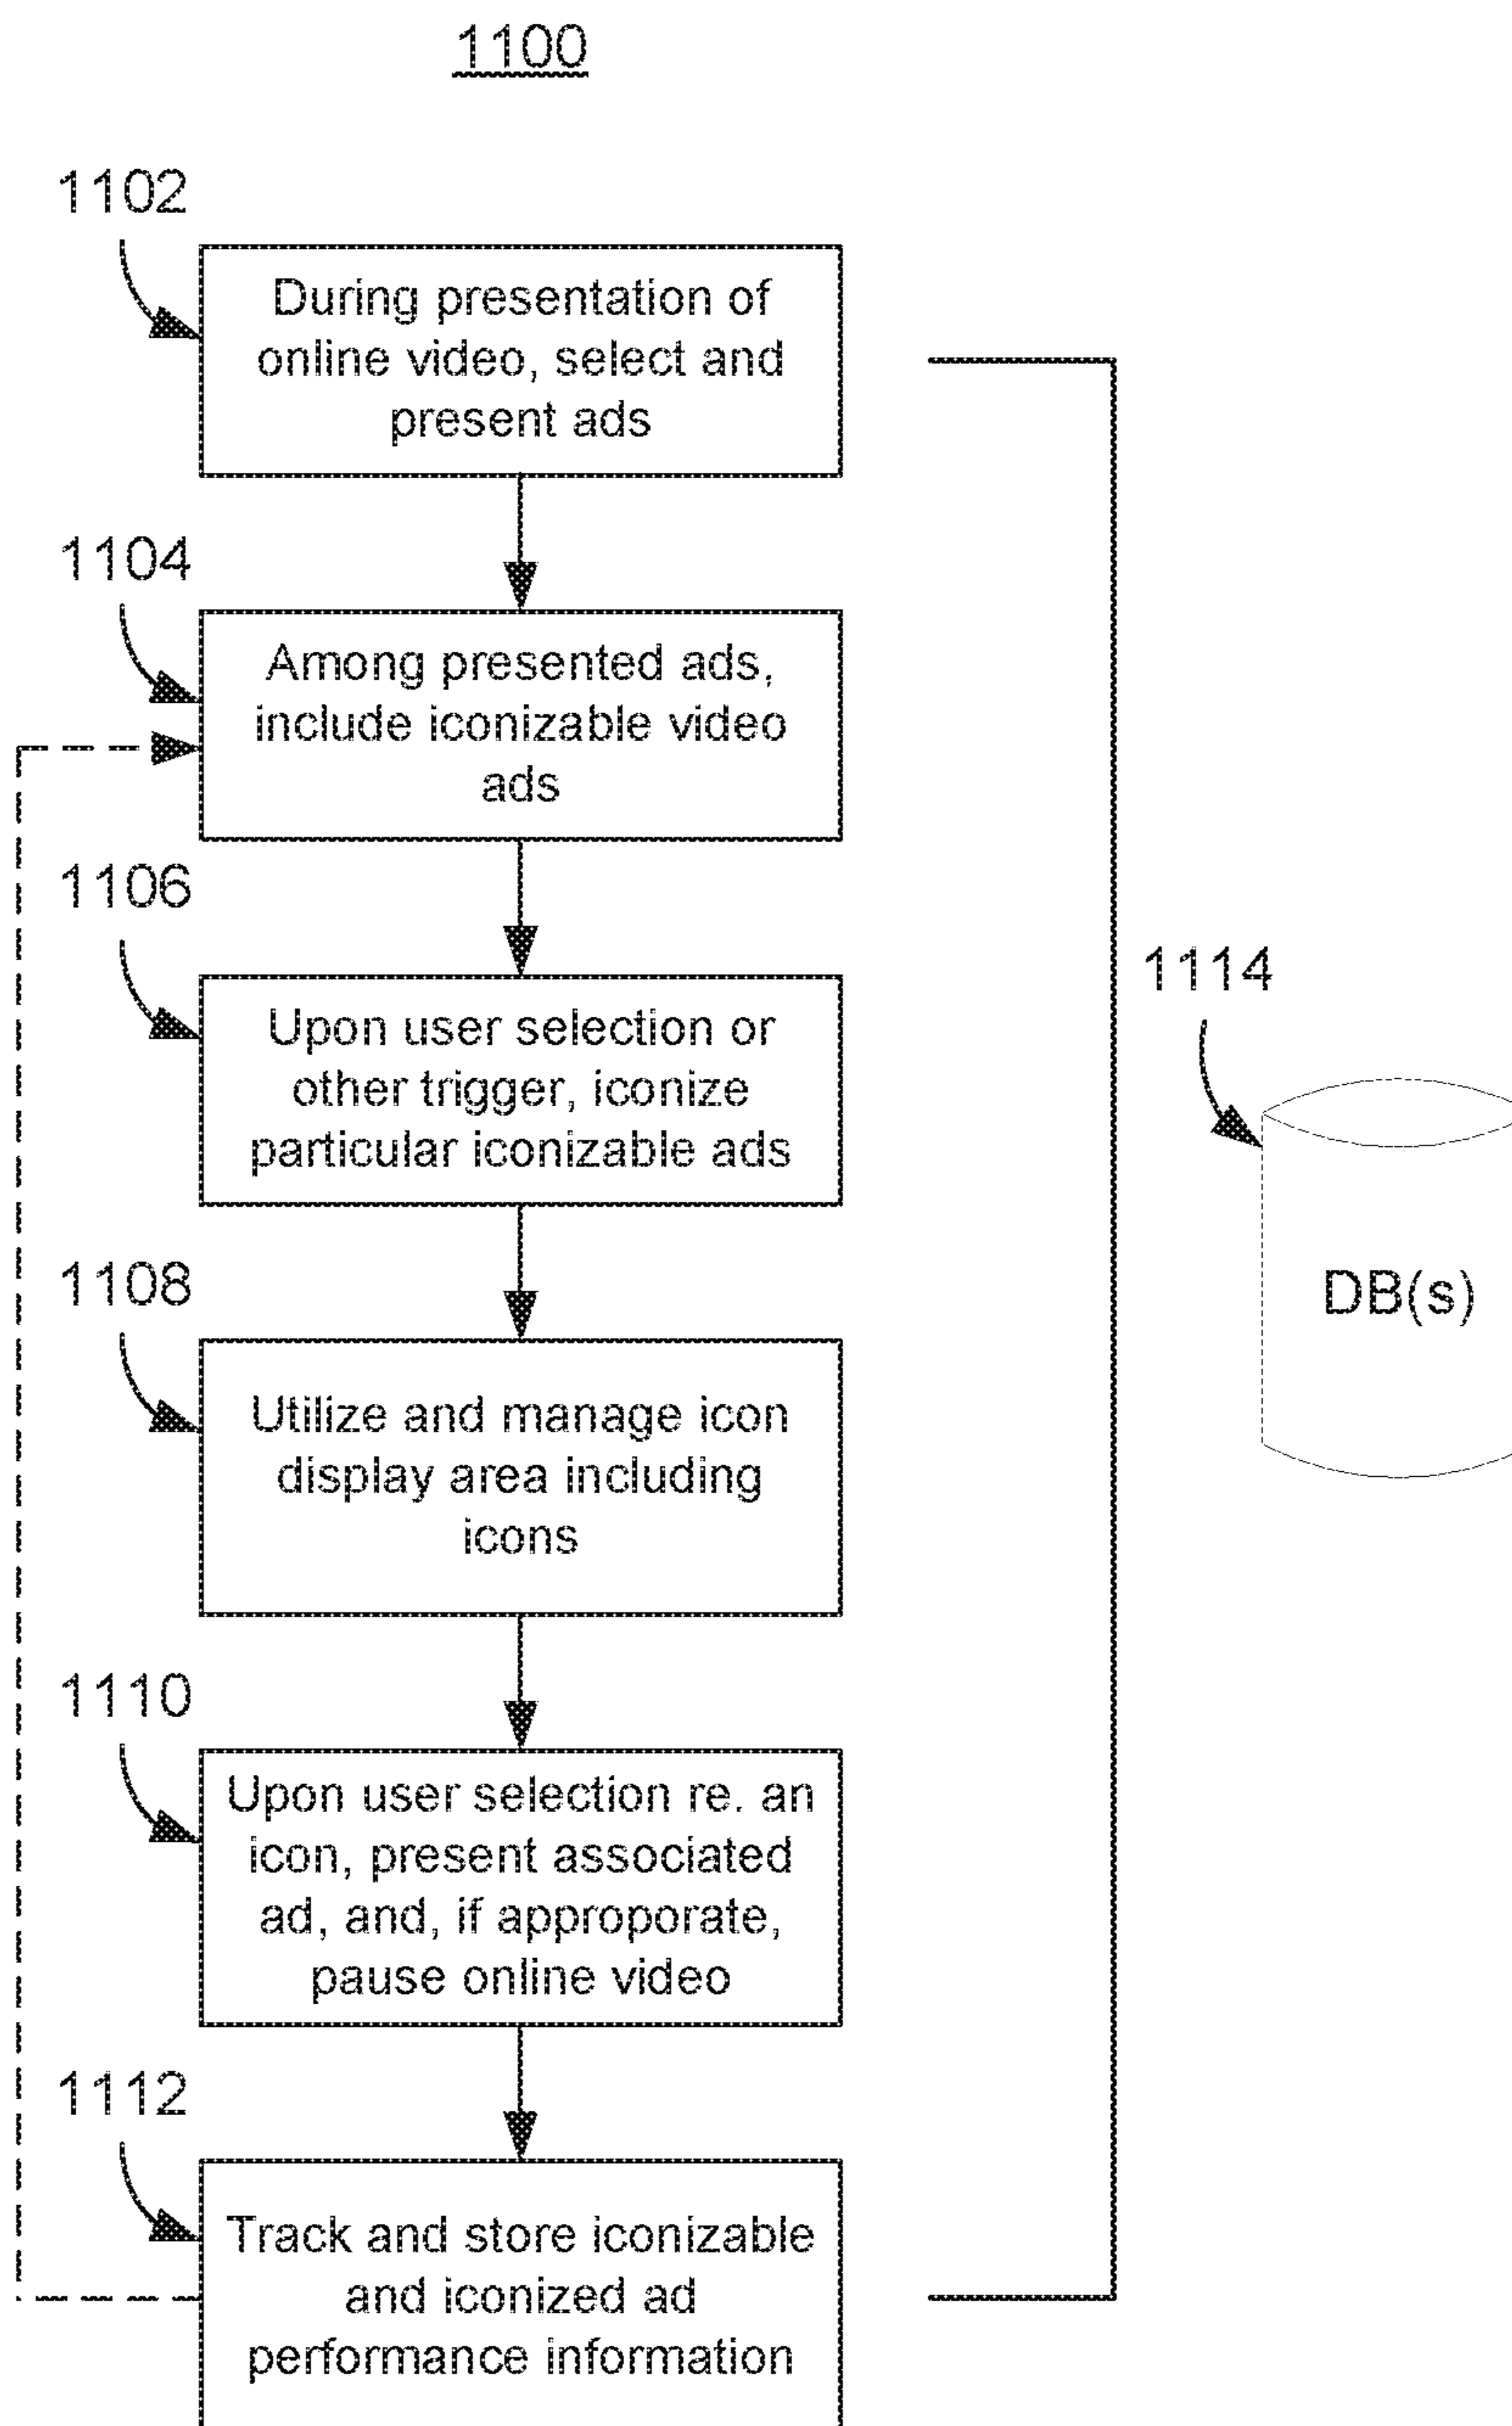 1100
1102
During presentation of
online video, select and
present ads
1104
Among presented ads,
include iconizable video
ads
1106
Upon user selection or
other trigger, iconize
particular iconizable ads
1114
1108
DB(s)
Utilize and manage icon
display area including
icons
1110
Upon user selection re. an
icon, present associated
ad, and, if approporate,
pause online video
1112
Track and store iconizable
and iconized ad
performance information